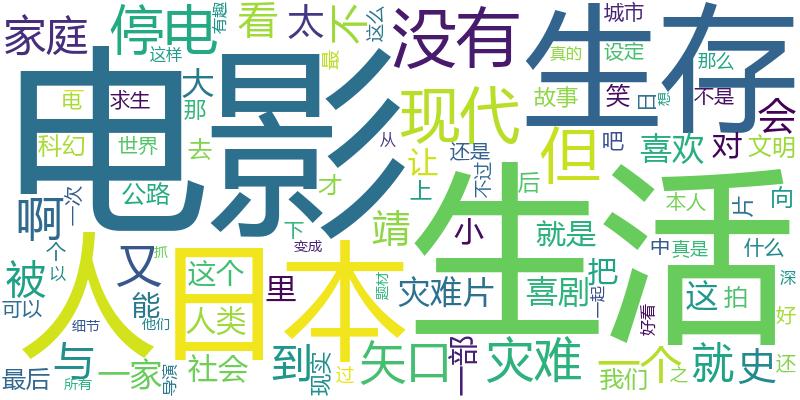 家庭
停电
看
太
不
这么
有趣
没有
生存
城市
真的
设定
那么
这样
最
大
那
电影
现代
故事
笑
日
想
不是
会
黾
求生
科幻
世界
去
让
从
但
还是
吧
喜欢
对
文明
公路
才
上
不过
后
本人
片
向
一次
啊
又
靖
小
就是
中
真是
什么
人
日本
下
变成
生活
一个
以
抓
被
这个
里
题材
灾难片
喜剧
把
一起
这
拍
深
可以
能
人类
好看
好
细节
他们
与
到
矢口
一部
灾难
一个
就
史
还
最后
一家
社会
现实
过
我们
之
所有
导演